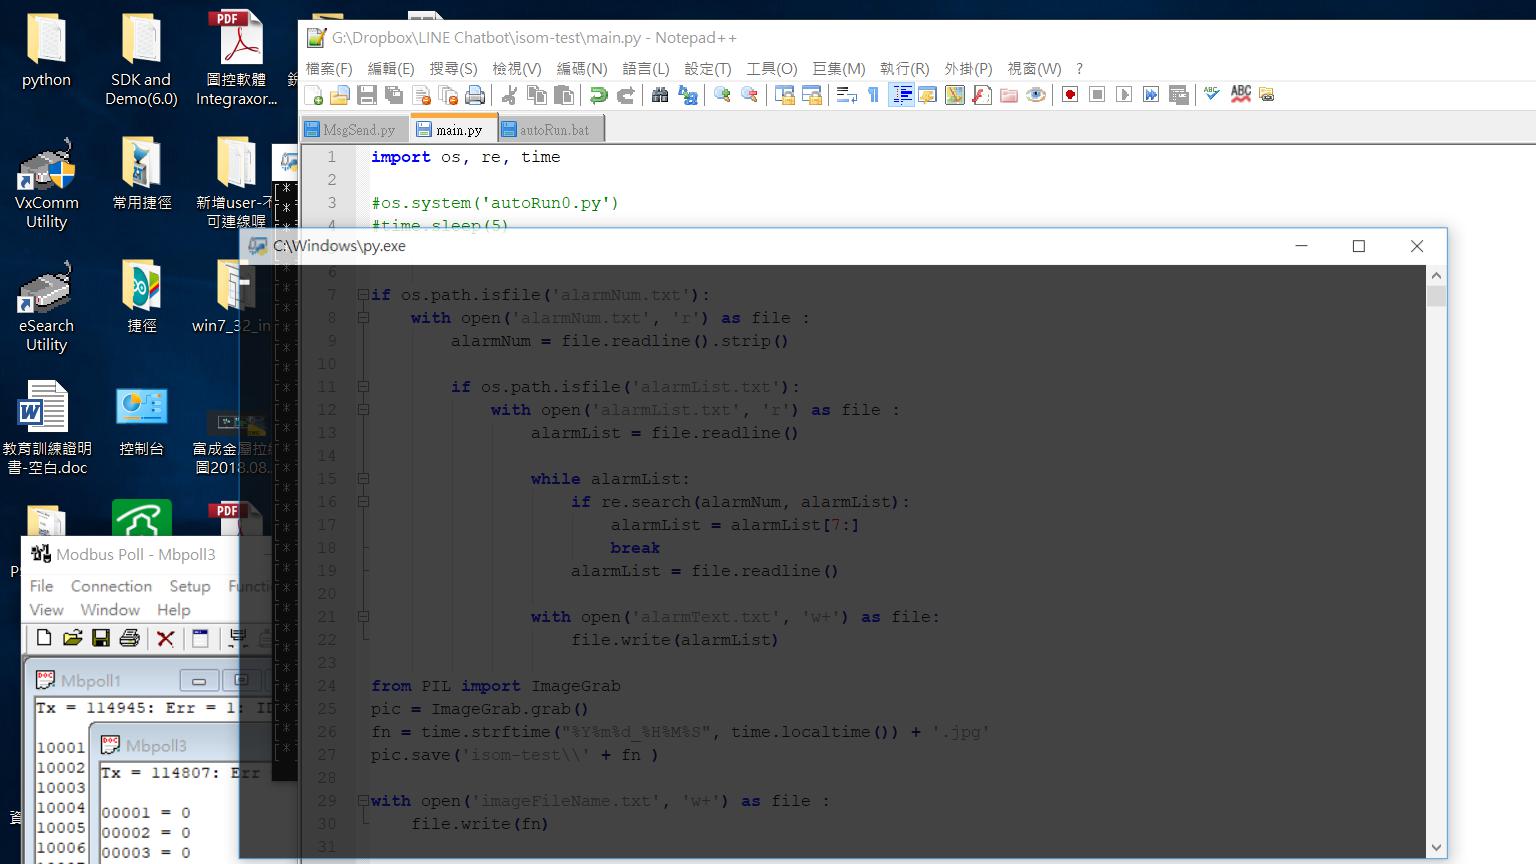 python
SDK and
Demo(6.0)
圖控軟體
Integraxor...
VxComm
Utility
常用捷徑
新增user-不
可連線喔
eSearch
Utility
捷徑
win7_32_in
教育訓練證明
書-空白.doc
控制台
圖2018.08..
G:\Dropbox\LINE Chatbot\isom-test\main.py - Notepad++
檔案(F) 編輯(E) 搜尋(S) 檢視(V) 編碼(N) 語言(L) 設定(T) 工具(O) 巨集(M) 執行(R) 外掛(P) 視窗(W) ?
MsgSend.py main.py autoRun.bat
1 import os, re, time
2
3 #os.system('autoRun0.py')
4 #time.sleep(5)
C:\Windows\py.exe
6
7 if os.path.isfile('alarmNum.txt'):
8 with open('alarmNum.txt', 'r') as file :
9 alarmNum = file.readline().strip()
10
11 if os.path.isfile('alarmList.txt'):
12 with open('alarmList.txt', 'r') as file :
13 alarmList = file.readline()
14
15 while alarmList:
16 if re.search(alarmNum, alarmList):
17 alarmList = alarmList[7:]
18 break
19 alarmList = file.readline()
20
21 with open('alarmText.txt', 'w+') as file:
22 file.write(alarmList)
23
24 from PIL import ImageGrab
25 pic = ImageGrab.grab()
26 fn = time.strftime("%Y%m%d_%H%M%S", time.localtime()) + '.jpg'
27 pic.save('isom-test\\' + fn )
28
29 with open('imageFileName.txt', 'w+') as file :
30 file.write(fn)
31
Modbus Poll - Mbpoll3
File Connection Setup Functi
View Window Help
Mbpoll1
Tx = 114945: Err = 1: ID
10001
10002
10003
10004
10005
10006
Mbpoll3
Tx = 114807: Err
00001 = 0
00002 = 0
00003 = 0